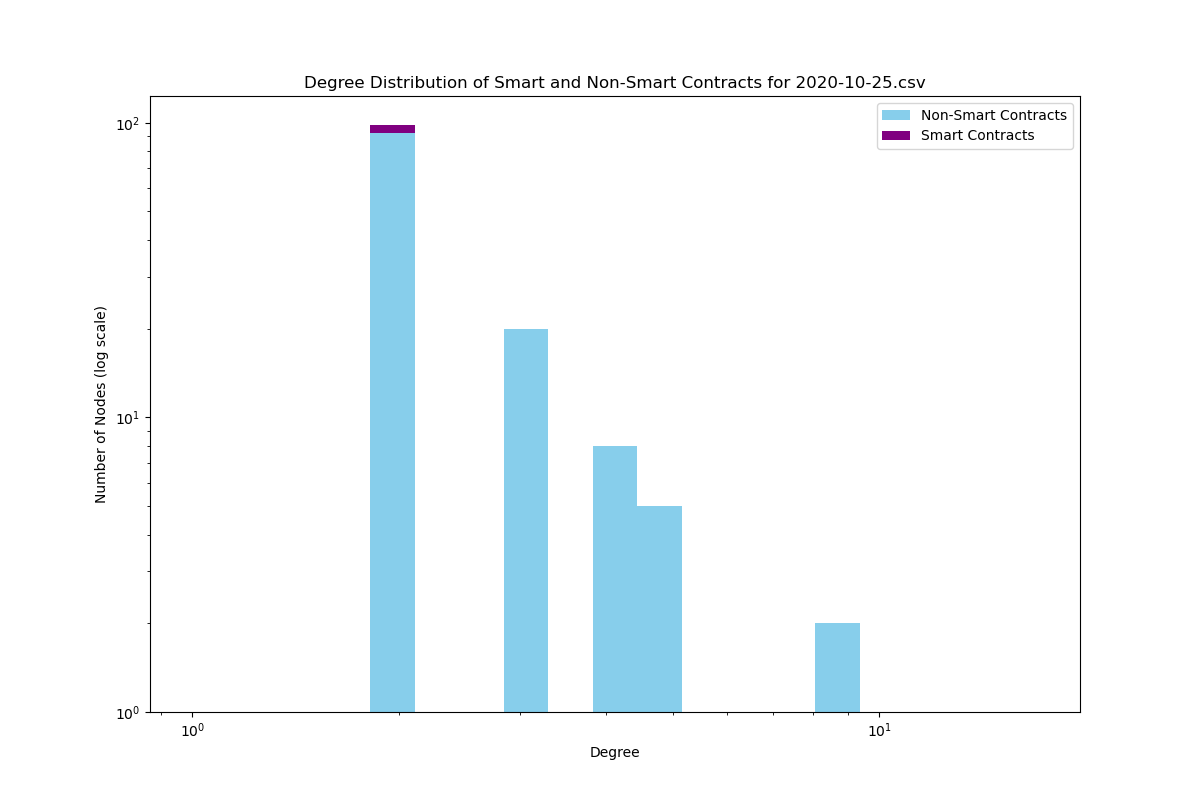 Degree Distribution of Smart and Non-Smart Contracts for 2020-10-25.csv
Non-Smart Contracts
Smart Contracts
Number of Nodes (log scale)
10²
10¹
10⁰
10⁰ 10¹
Degree